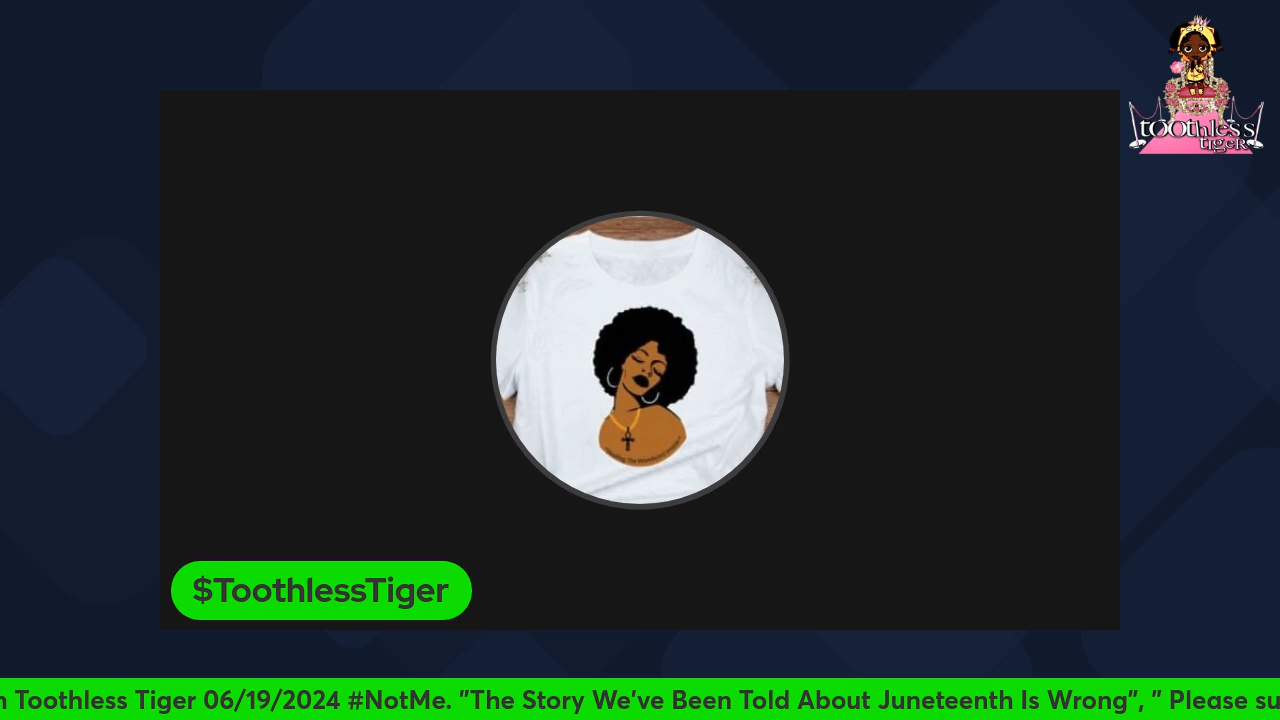 toothless
tiger
$ToothlessTiger
n Toothless Tiger 06/19/2024 #NotMe. "The Story We've Been Told About Juneteenth Is Wrong", " Please su